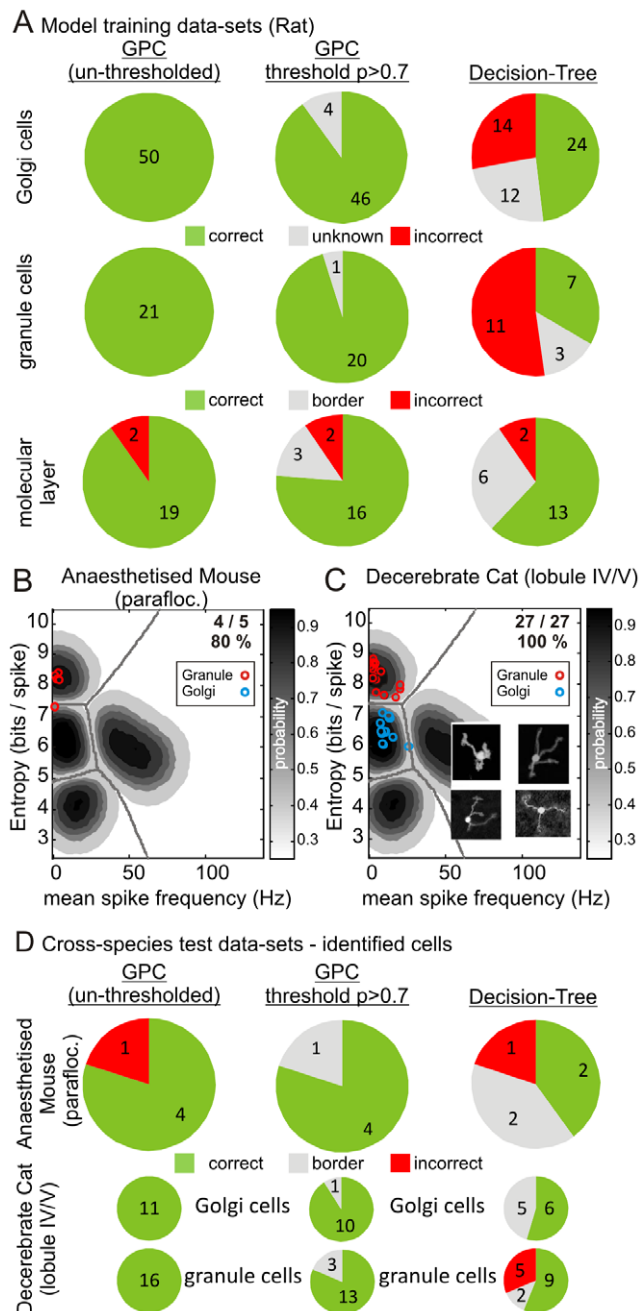 A Model training data-sets (Rat)
GPC
(un-thresholded)
GPC
threshold p>0.7
Decision-Tree
Golgi cells
50
4
46
14
24
12
correct
unknown
incorrect
granule cells
21
1
20
7
11
3
correct
border
incorrect
molecular
layer
2
19
2
3
16
2
6
13
B
Anaesthetised Mouse
(parafloc.)
4 / 5
80 %
Granule
Golgi
Entropy (bits / spike)
10
9
8
7
6
5
4
3
0
50
100
mean spike frequency (Hz)
probability
0.9
0.8
0.7
0.6
0.5
0.4
0.3
C
Decerebrate Cat (lobule IV/V)
27 / 27
100 %
Granule
Golgi
Entropy (bits / spike)
10
9
8
7
6
5
4
3
0
50
100
mean spike frequency (Hz)
probability
0.9
0.8
0.7
0.6
0.5
0.4
0.3
D Cross-species test data-sets - identified cells
GPC
(un-thresholded)
GPC
threshold p>0.7
Decision-Tree
Anaesthetised
Mouse
(parafloc.)
1
4
1
4
1
2
2
correct
border
incorrect
Decerebrate Cat
(lobule IV/V)
11
Golgi cells
1
10
Golgi cells
5
6
16
granule cells
3
13
granule cells
5
2
9